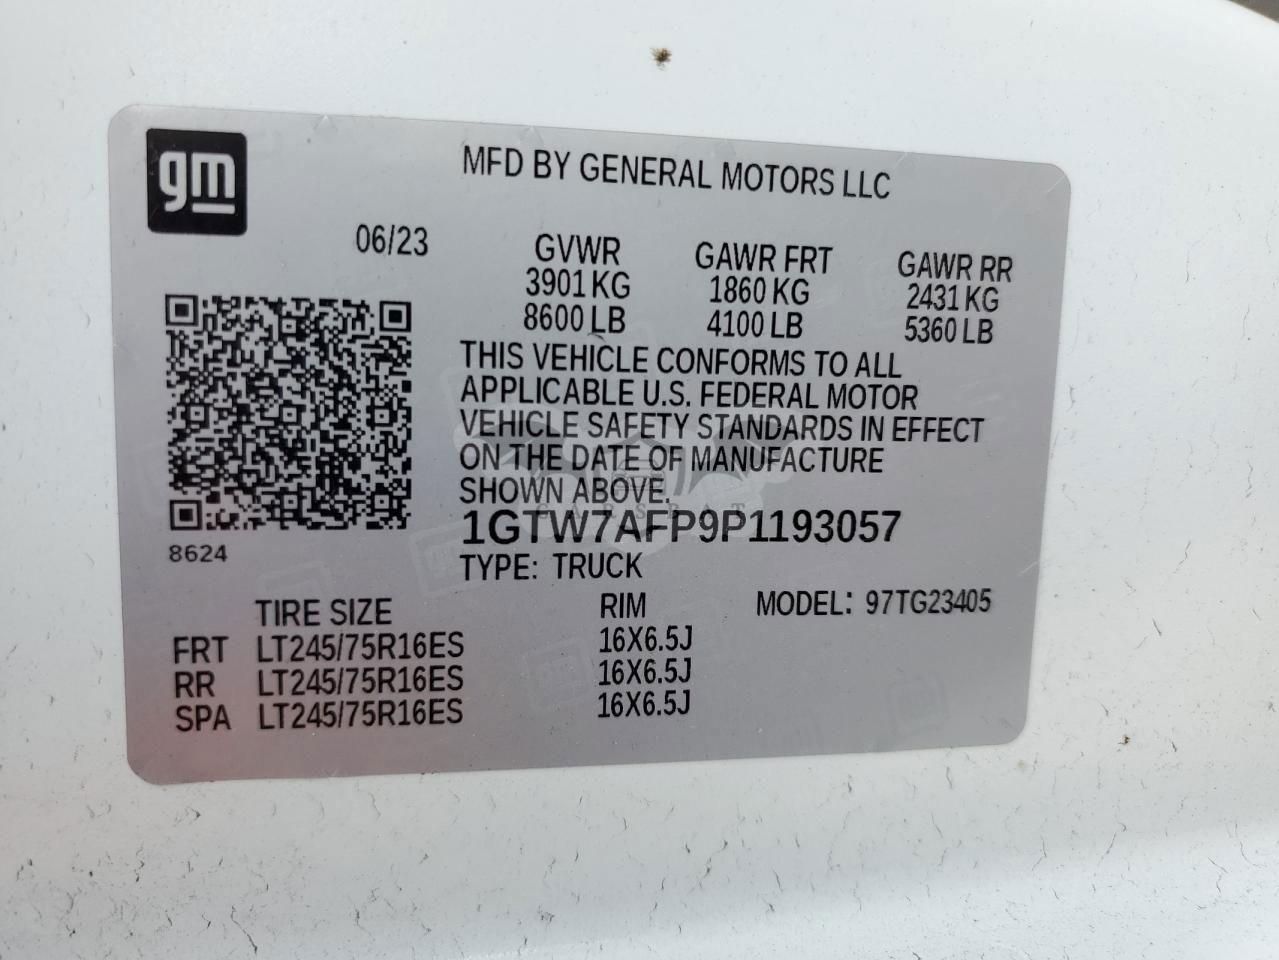 gm
MFD BY GENERAL MOTORS LLC
06/23
GVWR GAWR FRT GAWR RR
3901 KG 1860 KG 2431 KG
8600 LB 4100 LB 5360 LB
THIS VEHICLE CONFORMS TO ALL
APPLICABLE U.S. FEDERAL MOTOR
VEHICLE SAFETY STANDARDS IN EFFECT
ON THE DATE OF MANUFACTURE
SHOWN ABOVE.
1GTW7AFP9P1193057
8624
TYPE: TRUCK
TIRE SIZE RIM MODEL: 97TG23405
FRT LT245/75R16ES 16X6.5J
RR LT245/75R16ES 16X6.5J
SPA LT245/75R16ES 16X6.5J